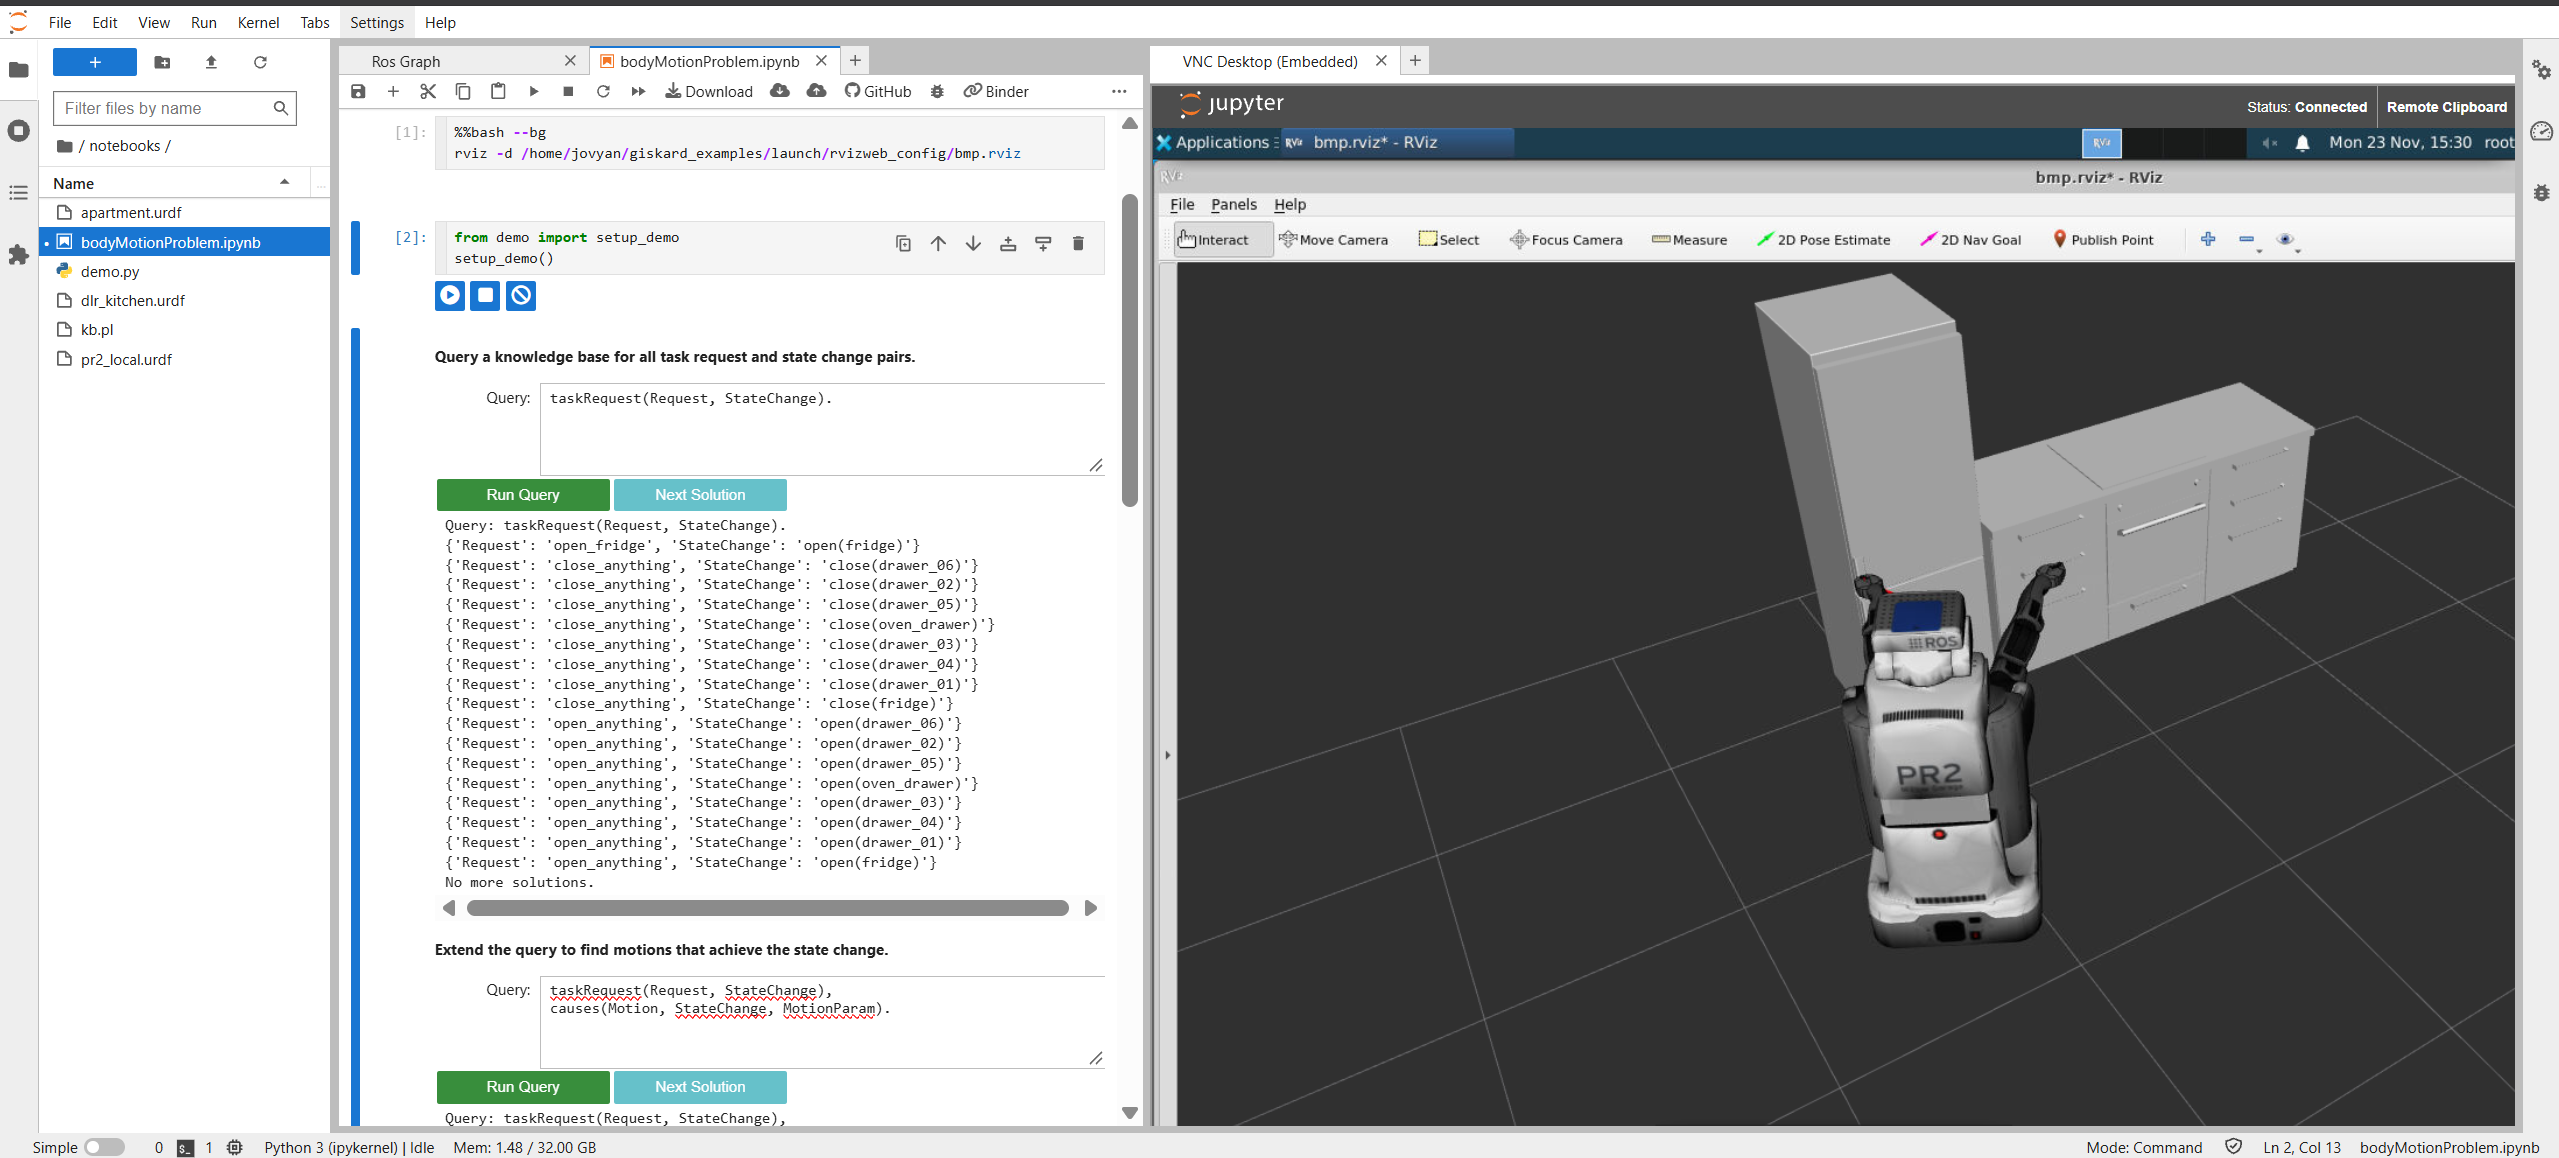 File Edit View Run Kernel Tabs Settings Help
Filter files by name
/ notebooks /
Name
apartment.urdf
bodyMotionProblem.ipynb
demo.py
dlr_kitchen.urdf
kb.pl
pr2_local.urdf
Ros Graph
bodyMotionProblem.ipynb
Download GitHub Binder
[1]:
%%bash --bg
rviz -d /home/jovyan/giskard_examples/launch/rvizweb_config/bmp.rviz
[2]:
from demo import setup_demo
setup_demo()
Query a knowledge base for all task request and state change pairs.
Query:
taskRequest(Request, StateChange).
Run Query Next Solution
Query: taskRequest(Request, StateChange).
{'Request': 'open_fridge', 'StateChange': 'open(fridge)'}
{'Request': 'close_anything', 'StateChange': 'close(drawer_06)'}
{'Request': 'close_anything', 'StateChange': 'close(drawer_02)'}
{'Request': 'close_anything', 'StateChange': 'close(drawer_05)'}
{'Request': 'close_anything', 'StateChange': 'close(oven_drawer)'}
{'Request': 'close_anything', 'StateChange': 'close(drawer_03)'}
{'Request': 'close_anything', 'StateChange': 'close(drawer_04)'}
{'Request': 'close_anything', 'StateChange': 'close(drawer_01)'}
{'Request': 'close_anything', 'StateChange': 'close(fridge)'}
{'Request': 'open_anything', 'StateChange': 'open(drawer_06)'}
{'Request': 'open_anything', 'StateChange': 'open(drawer_02)'}
{'Request': 'open_anything', 'StateChange': 'open(drawer_05)'}
{'Request': 'open_anything', 'StateChange': 'open(oven_drawer)'}
{'Request': 'open_anything', 'StateChange': 'open(drawer_03)'}
{'Request': 'open_anything', 'StateChange': 'open(drawer_04)'}
{'Request': 'open_anything', 'StateChange': 'open(drawer_01)'}
{'Request': 'open_anything', 'StateChange': 'open(fridge)'}
No more solutions.
Extend the query to find motions that achieve the state change.
Query:
taskRequest(Request, StateChange),
causes(Motion, StateChange, MotionParam).
Run Query Next Solution
Query: taskRequest(Request, StateChange),
VNC Desktop (Embedded)
jupyter
Status: Connected Remote Clipboard
Applications bmp.rviz* - RViz
Mon 23 Nov, 15:30 root
bmp.rviz* - RViz
File Panels Help
Interact Move Camera Select Focus Camera Measure 2D Pose Estimate 2D Nav Goal Publish Point
ROS
PR2
Simple 0 1 Python 3 (ipykernel) | Idle Mem: 1.48 / 32.00 GB
Mode: Command Ln 2, Col 13 bodyMotionProblem.ipynb